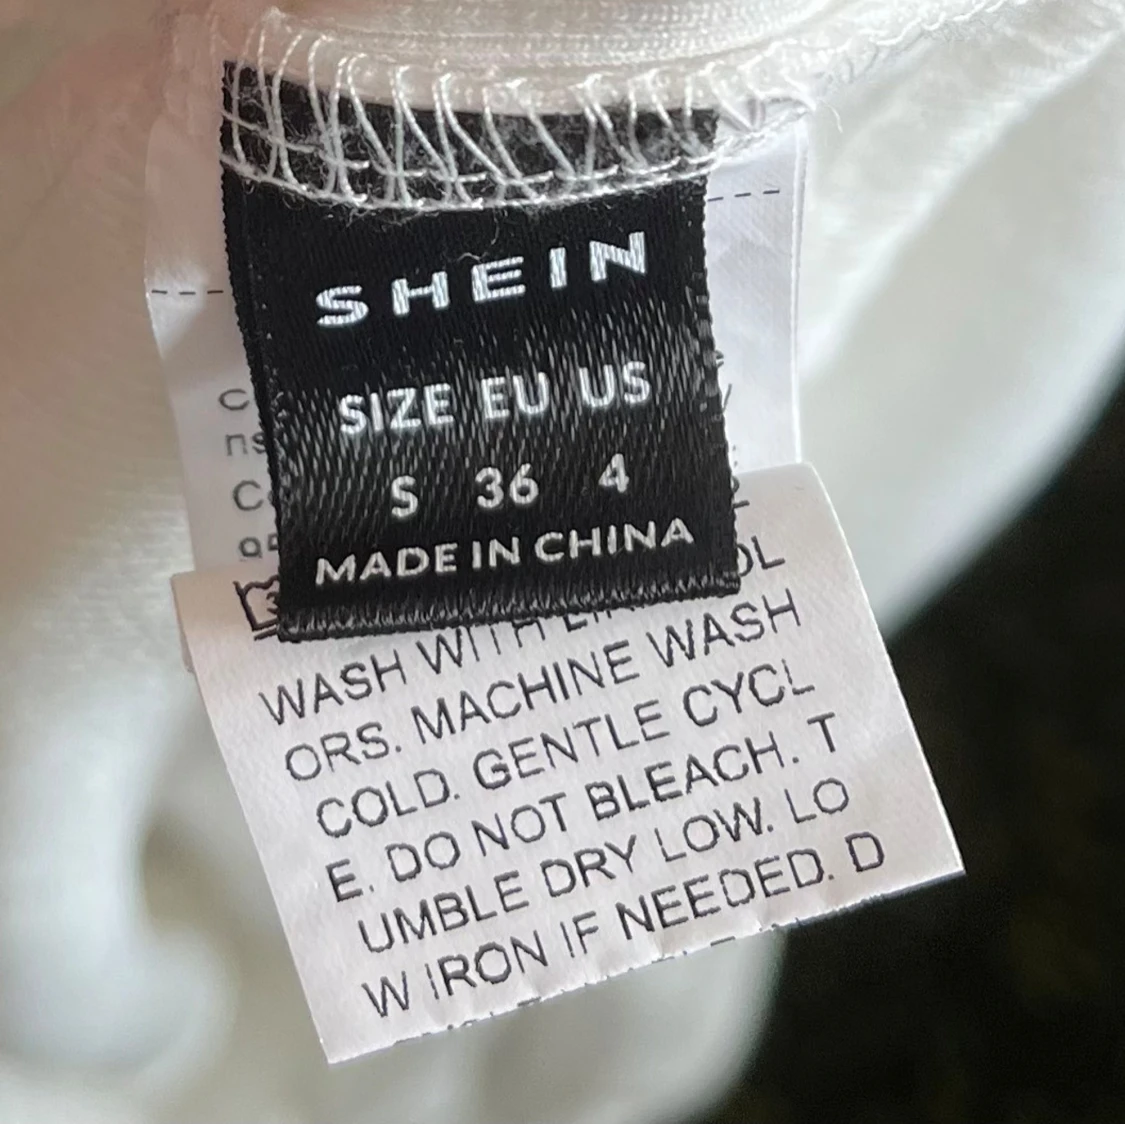 SHEIN
SIZE EU US
S 36 4
MADE IN CHINA
WASH WITH
ORS. MACHINE WASH
COLD. GENTLE CYCL
E. DO NOT BLEACH. T
UMBLE DRY LOW. LO
W IRON IF NEEDED. D